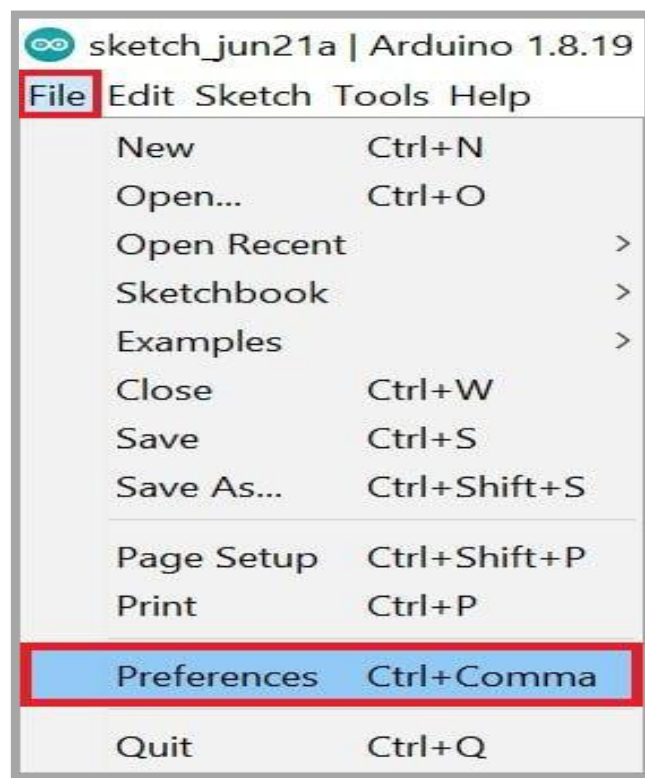 sketch_jun21a | Arduino 1.8.19
File Edit Sketch Tools Help
New Ctrl+N
Open... Ctrl+O
Open Recent >
Sketchbook >
Examples >
Close Ctrl+W
Save Ctrl+S
Save As... Ctrl+Shift+S
Page Setup Ctrl+Shift+P
Print Ctrl+P
Preferences Ctrl+Comma
Quit Ctrl+Q